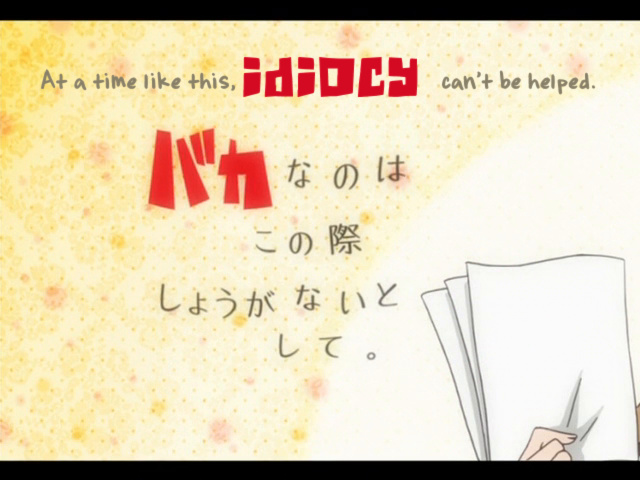 At a time like this, idiocy can't be helped.
バカなのは
この際
しょうがないと
して。